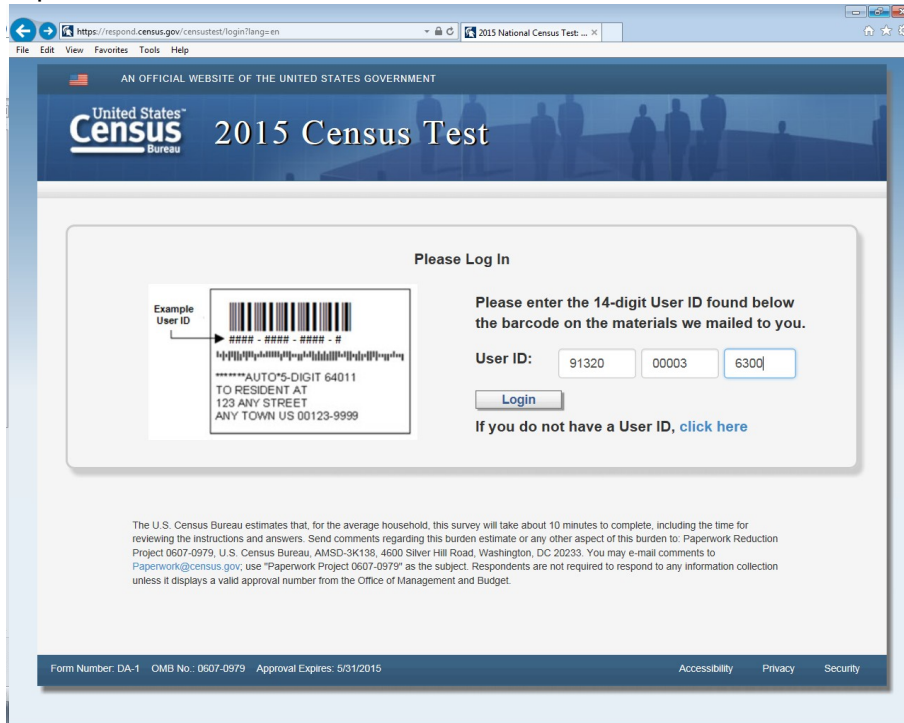 https://respond.census.gov/censustest/login?lang=en
2015 National Census Test: ...
File Edit View Favorites Tools Help
AN OFFICIAL WEBSITE OF THE UNITED STATES GOVERNMENT
United States™
Census
Bureau
2015 Census Test
Please Log In
Example
User ID
#### - #### - #### - #
*******AUTO*5-DIGIT 64011
TO RESIDENT AT
123 ANY STREET
ANY TOWN US 00123-9999
Please enter the 14-digit User ID found below
the barcode on the materials we mailed to you.
User ID: 91320 00003 6300
Login
If you do not have a User ID, click here
The U.S. Census Bureau estimates that, for the average household, this survey will take about 10 minutes to complete, including the time for
reviewing the instructions and answers. Send comments regarding this burden estimate or any other aspect of this burden to: Paperwork Reduction
Project 0607-0979, U.S. Census Bureau, AMSD-3K138, 4600 Silver Hill Road, Washington, DC 20233. You may e-mail comments to
Paperwork@census.gov; use "Paperwork Project 0607-0979" as the subject. Respondents are not required to respond to any information collection
unless it displays a valid approval number from the Office of Management and Budget.
Form Number: DA-1 OMB No.: 0607-0979 Approval Expires: 5/31/2015 Accessibility Privacy Security